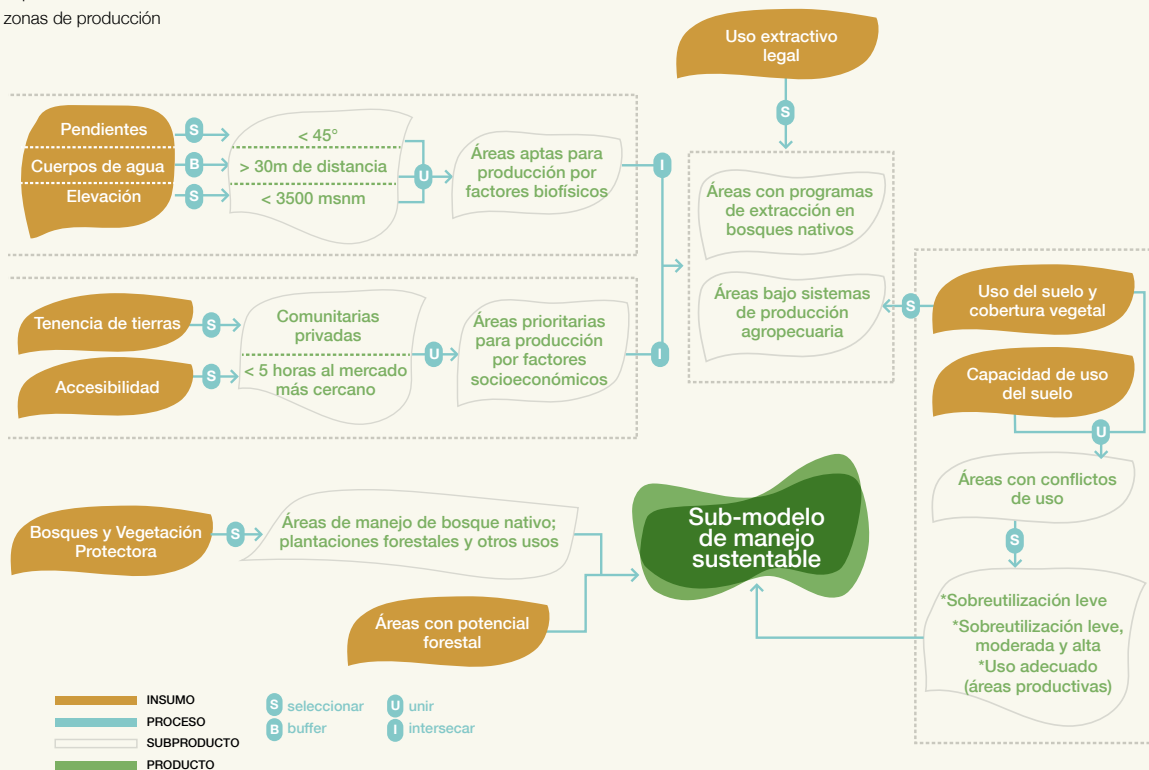 zonas de producción
Uso extractivo
legal
S
Pendientes
S
< 45°
Cuerpos de agua
B
> 30m de distancia
Elevación
S
< 3500 msnm
U
Áreas aptas para
producción por
factores biofísicos
I
Áreas con programas
de extracción en
bosques nativos
Áreas bajo sistemas
de producción
agropecuaria
S
Uso del suelo y
cobertura vegetal
Tenencia de tierras
S
Comunitarias
privadas
Accesibilidad
S
< 5 horas al mercado
más cercano
U
Áreas prioritarias
para producción
por factores
socioeconómicos
I
Capacidad de uso
del suelo
U
Áreas con conflictos
de uso
S
*Sobreutilización leve
*Sobreutilización leve,
moderada y alta
*Uso adecuado
(áreas productivas)
Bosques y Vegetación
Protectora
S
Áreas de manejo de bosque nativo;
plantaciones forestales y otros usos
Sub-modelo
de manejo
sustentable
Áreas con potencial
forestal
INSUMO
PROCESO
SUBPRODUCTO
PRODUCTO
S seleccionar
B buffer
U unir
I intersecar